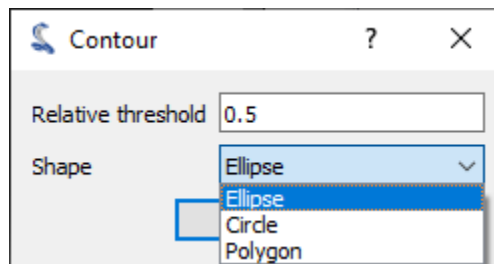 Contour ?
Relative threshold 0.5
Shape Ellipse
Ellipse
Circle
Polygon